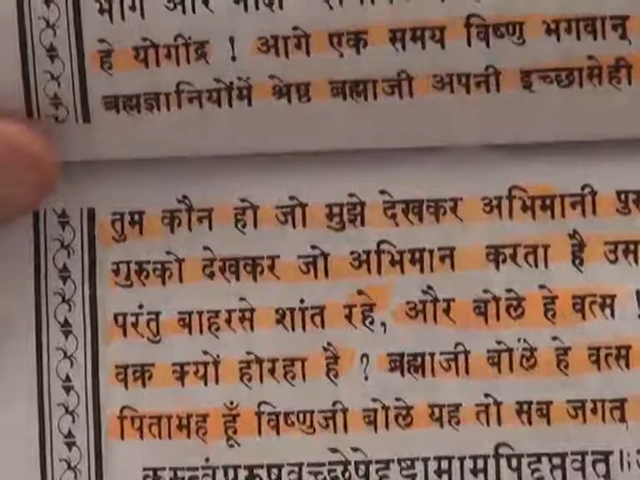 हे योगींद्र ! आगे एक समय विष्णु भगवान्
ब्रह्मज्ञानियोंमें श्रेष्ठ ब्रह्माजी अपनी इच्छासेही
तुम कौन हो जो मुझे देखकर अभिमानी
गुरुको देखकर जो अभिमान करता है उस
परंतु बाहरसे शांत रहे, और बोले हे वत्स !
वक्र क्यों होरहा है ? ब्रह्माजी बोले हे वत्स
पितामह हूँ विष्णुजी बोले यह तो सब जगत्